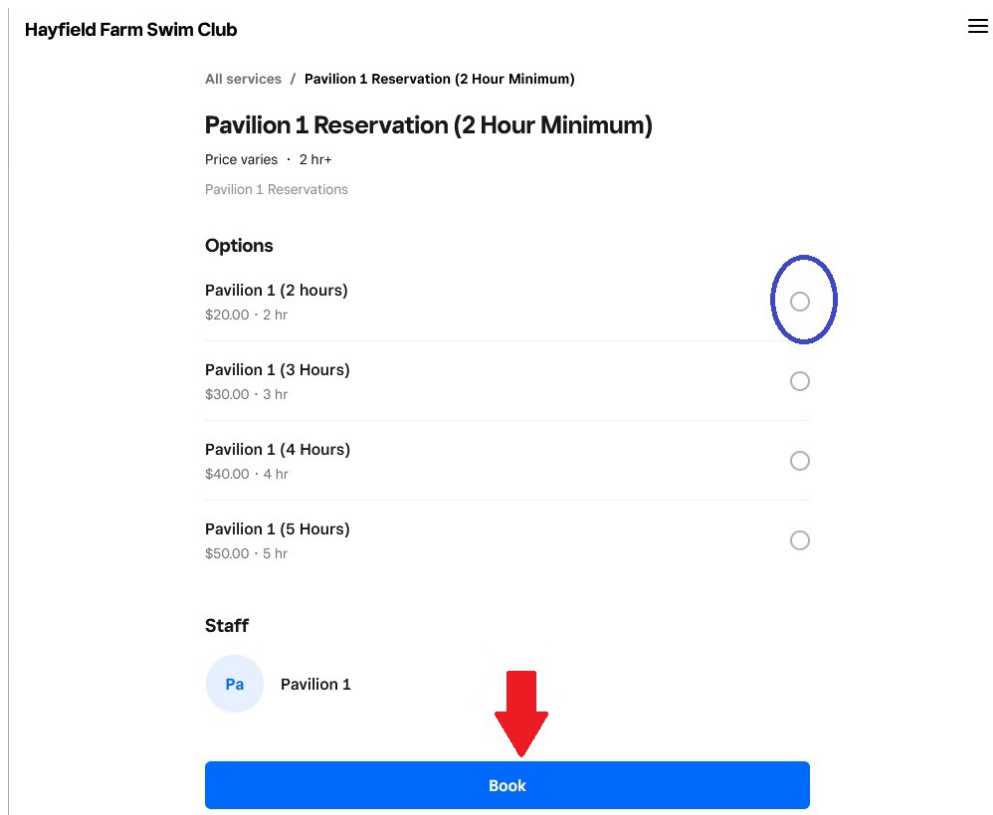 Hayfield Farm Swim Club
All services / Pavilion 1 Reservation (2 Hour Minimum)
Pavilion 1 Reservation (2 Hour Minimum)
Price varies · 2 hr+
Pavilion 1 Reservations
Options
Pavilion 1 (2 hours)
$20.00 · 2 hr
Pavilion 1 (3 Hours)
$30.00 · 3 hr
Pavilion 1 (4 Hours)
$40.00 · 4 hr
Pavilion 1 (5 Hours)
$50.00 · 5 hr
Staff
Pa Pavilion 1
Book